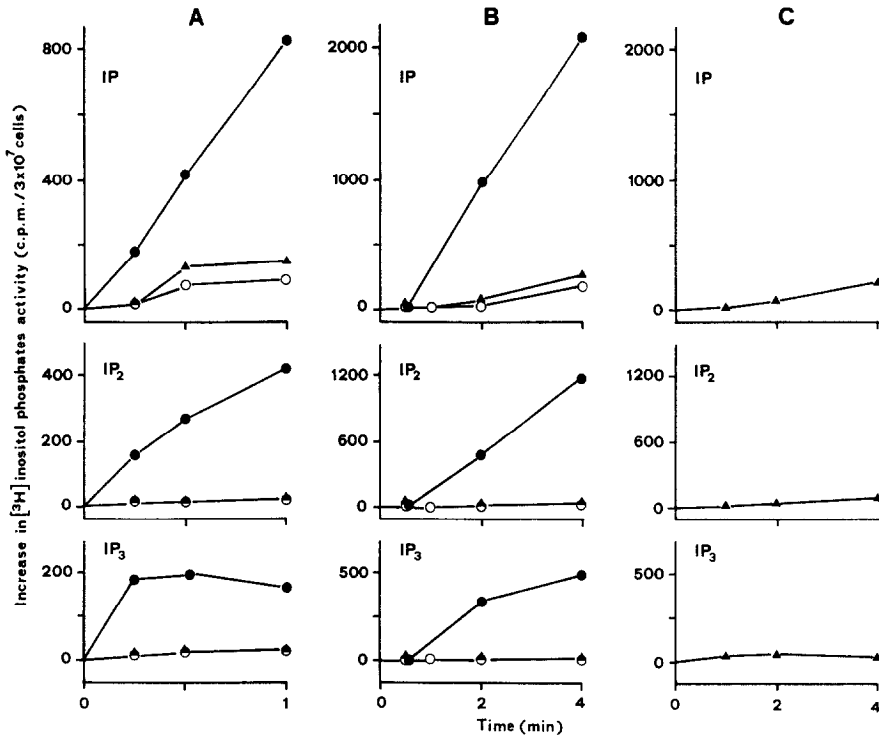 A B C
Increase in [³H] inositol phosphates activity (c.p.m./3x10⁷ cells)
800
400
0
IP
2000
1000
0
IP
2000
1000
0
IP
400
200
0
IP₂
1200
600
0
IP₂
1200
600
0
IP₂
200
0
IP₃
500
0
IP₃
500
0
IP₃
0 1
0 2 4
0 2 4
Time (min)